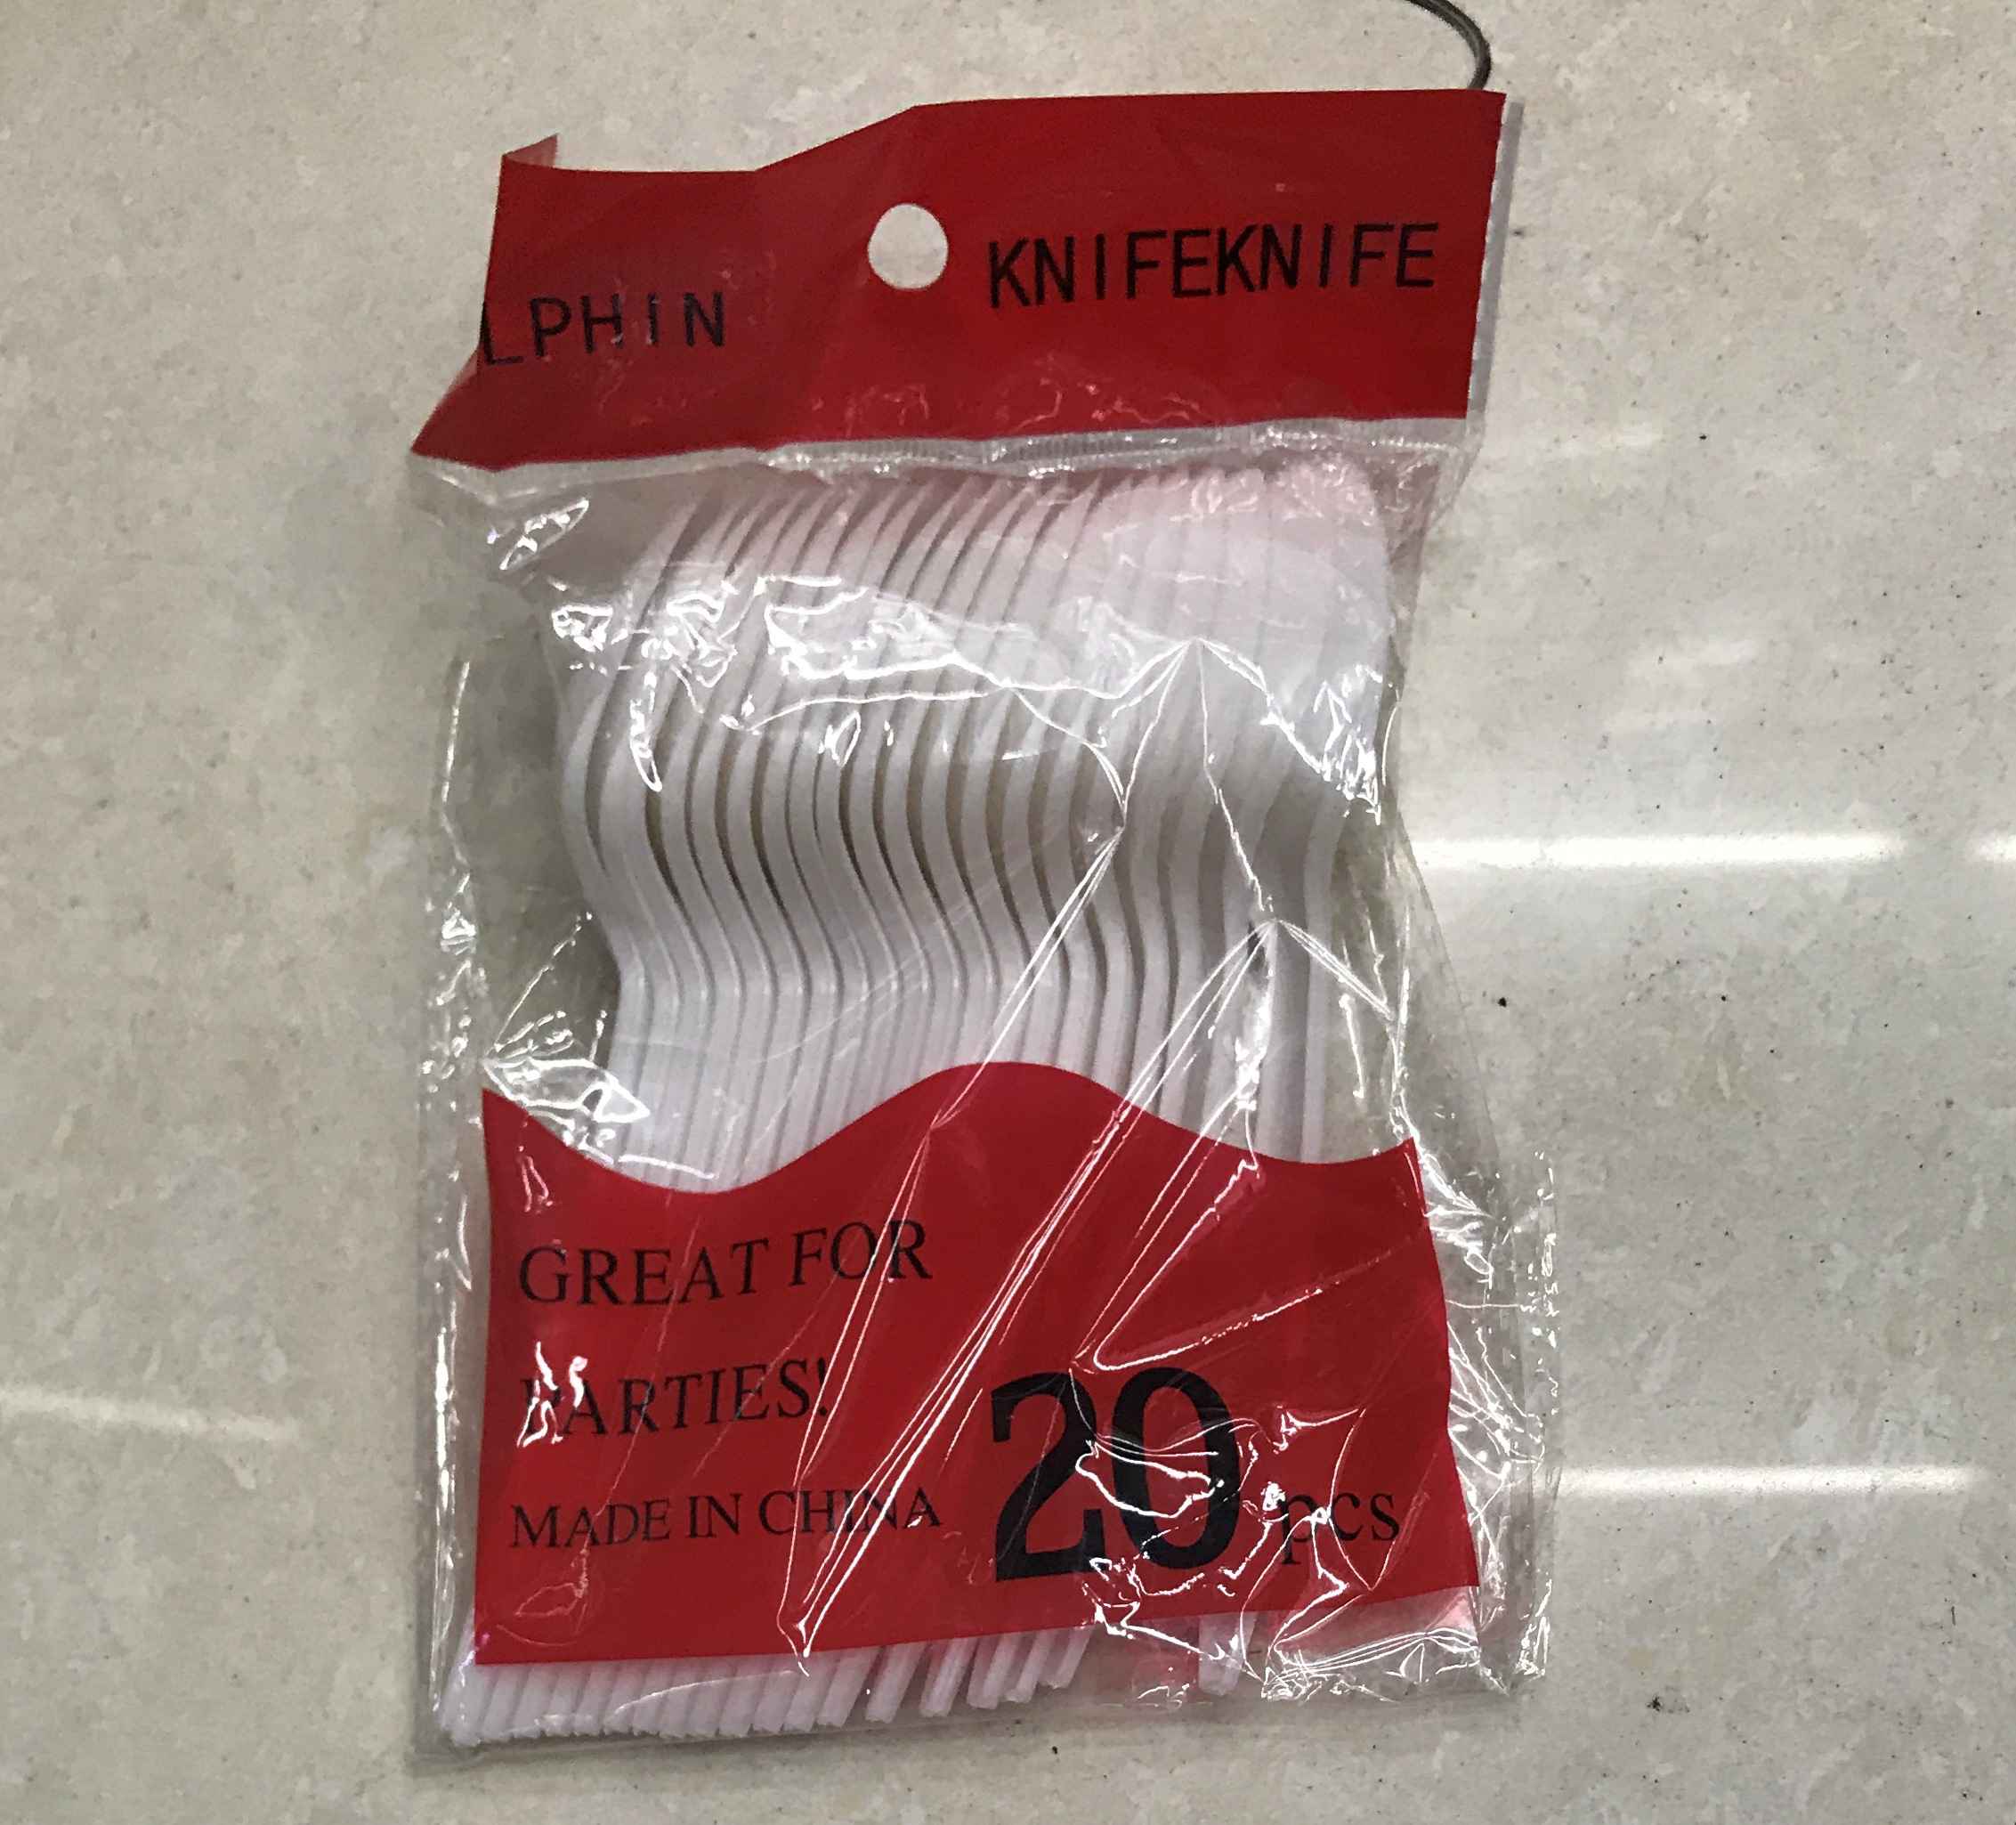 LPHIN
KNIFEKNIFE
GREAT FOR
PARTIES!
MADE IN CHINA
20 pcs